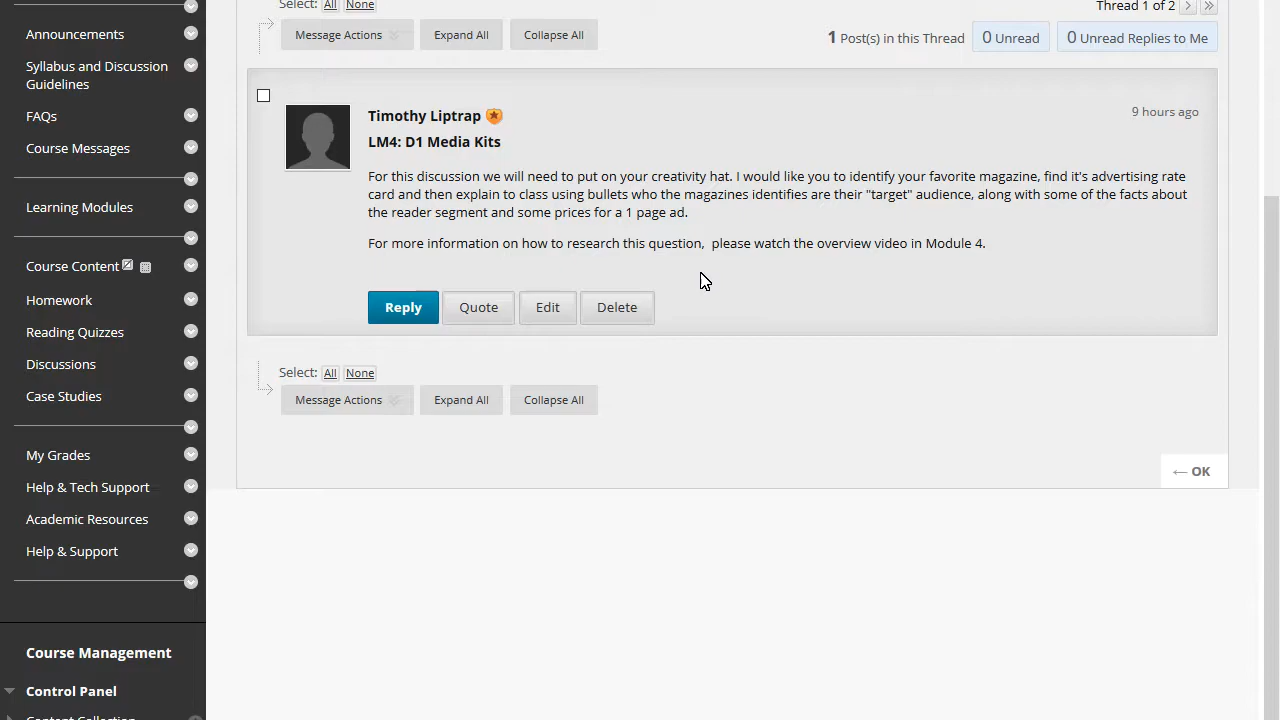 Announcements
Syllabus and Discussion
Guidelines
FAQs
Course Messages
Learning Modules
Course Content
Homework
Reading Quizzes
Discussions
Case Studies
My Grades
Help & Tech Support
Academic Resources
Help & Support
Course Management
Control Panel
Content Collection
Select: All None
Thread 1 of 2
Message Actions Expand All Collapse All
1 Post(s) in this Thread 0 Unread 0 Unread Replies to Me
Timothy Liptrap
9 hours ago
LM4: D1 Media Kits
For this discussion we will need to put on your creativity hat. I would like you to identify your favorite magazine, find it's advertising rate
card and then explain to class using bullets who the magazines identifies are their "target" audience, along with some of the facts about
the reader segment and some prices for a 1 page ad.
For more information on how to research this question, please watch the overview video in Module 4.
Reply Quote Edit Delete
Select: All None
Message Actions Expand All Collapse All
← OK